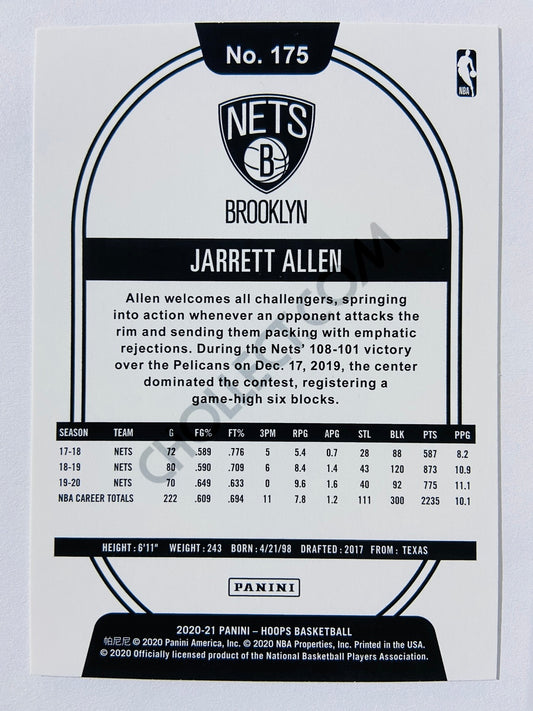 No. 175
NBA
NETS
B
BROOKLYN
JARRETT ALLEN
Allen welcomes all challengers, springing
into action whenever an opponent attacks the
rim and sending them packing with emphatic
rejections. During the Nets' 108-101 victory
over the Pelicans on Dec. 17, 2019, the center
dominated the contest, registering a
game-high six blocks.
SEASON TEAM G FG% FT% 3PM RPG APG STL BLK PTS PPG
17-18 NETS 72 .589 .776 5 5.4 0.7 28 88 587 8.2
18-19 NETS 80 .590 .709 6 8.4 1.4 43 120 873 10.9
19-20 NETS 70 .649 .633 0 9.6 1.6 40 92 775 11.1
NBA CAREER TOTALS 222 .609 .694 11 7.8 1.2 111 300 2235 10.1
HEIGHT: 6'11" WEIGHT: 243 BORN: 4/21/98 DRAFTED: 2017 FROM: TEXAS
PANINI
2020-21 PANINI – HOOPS BASKETBALL
帕尼尼 © 2020 Panini America, Inc. © 2020 NBA Properties, Inc. Printed in the USA.
© 2020 Officially licensed product of the National Basketball Players Association.
CHOLLECT.COM